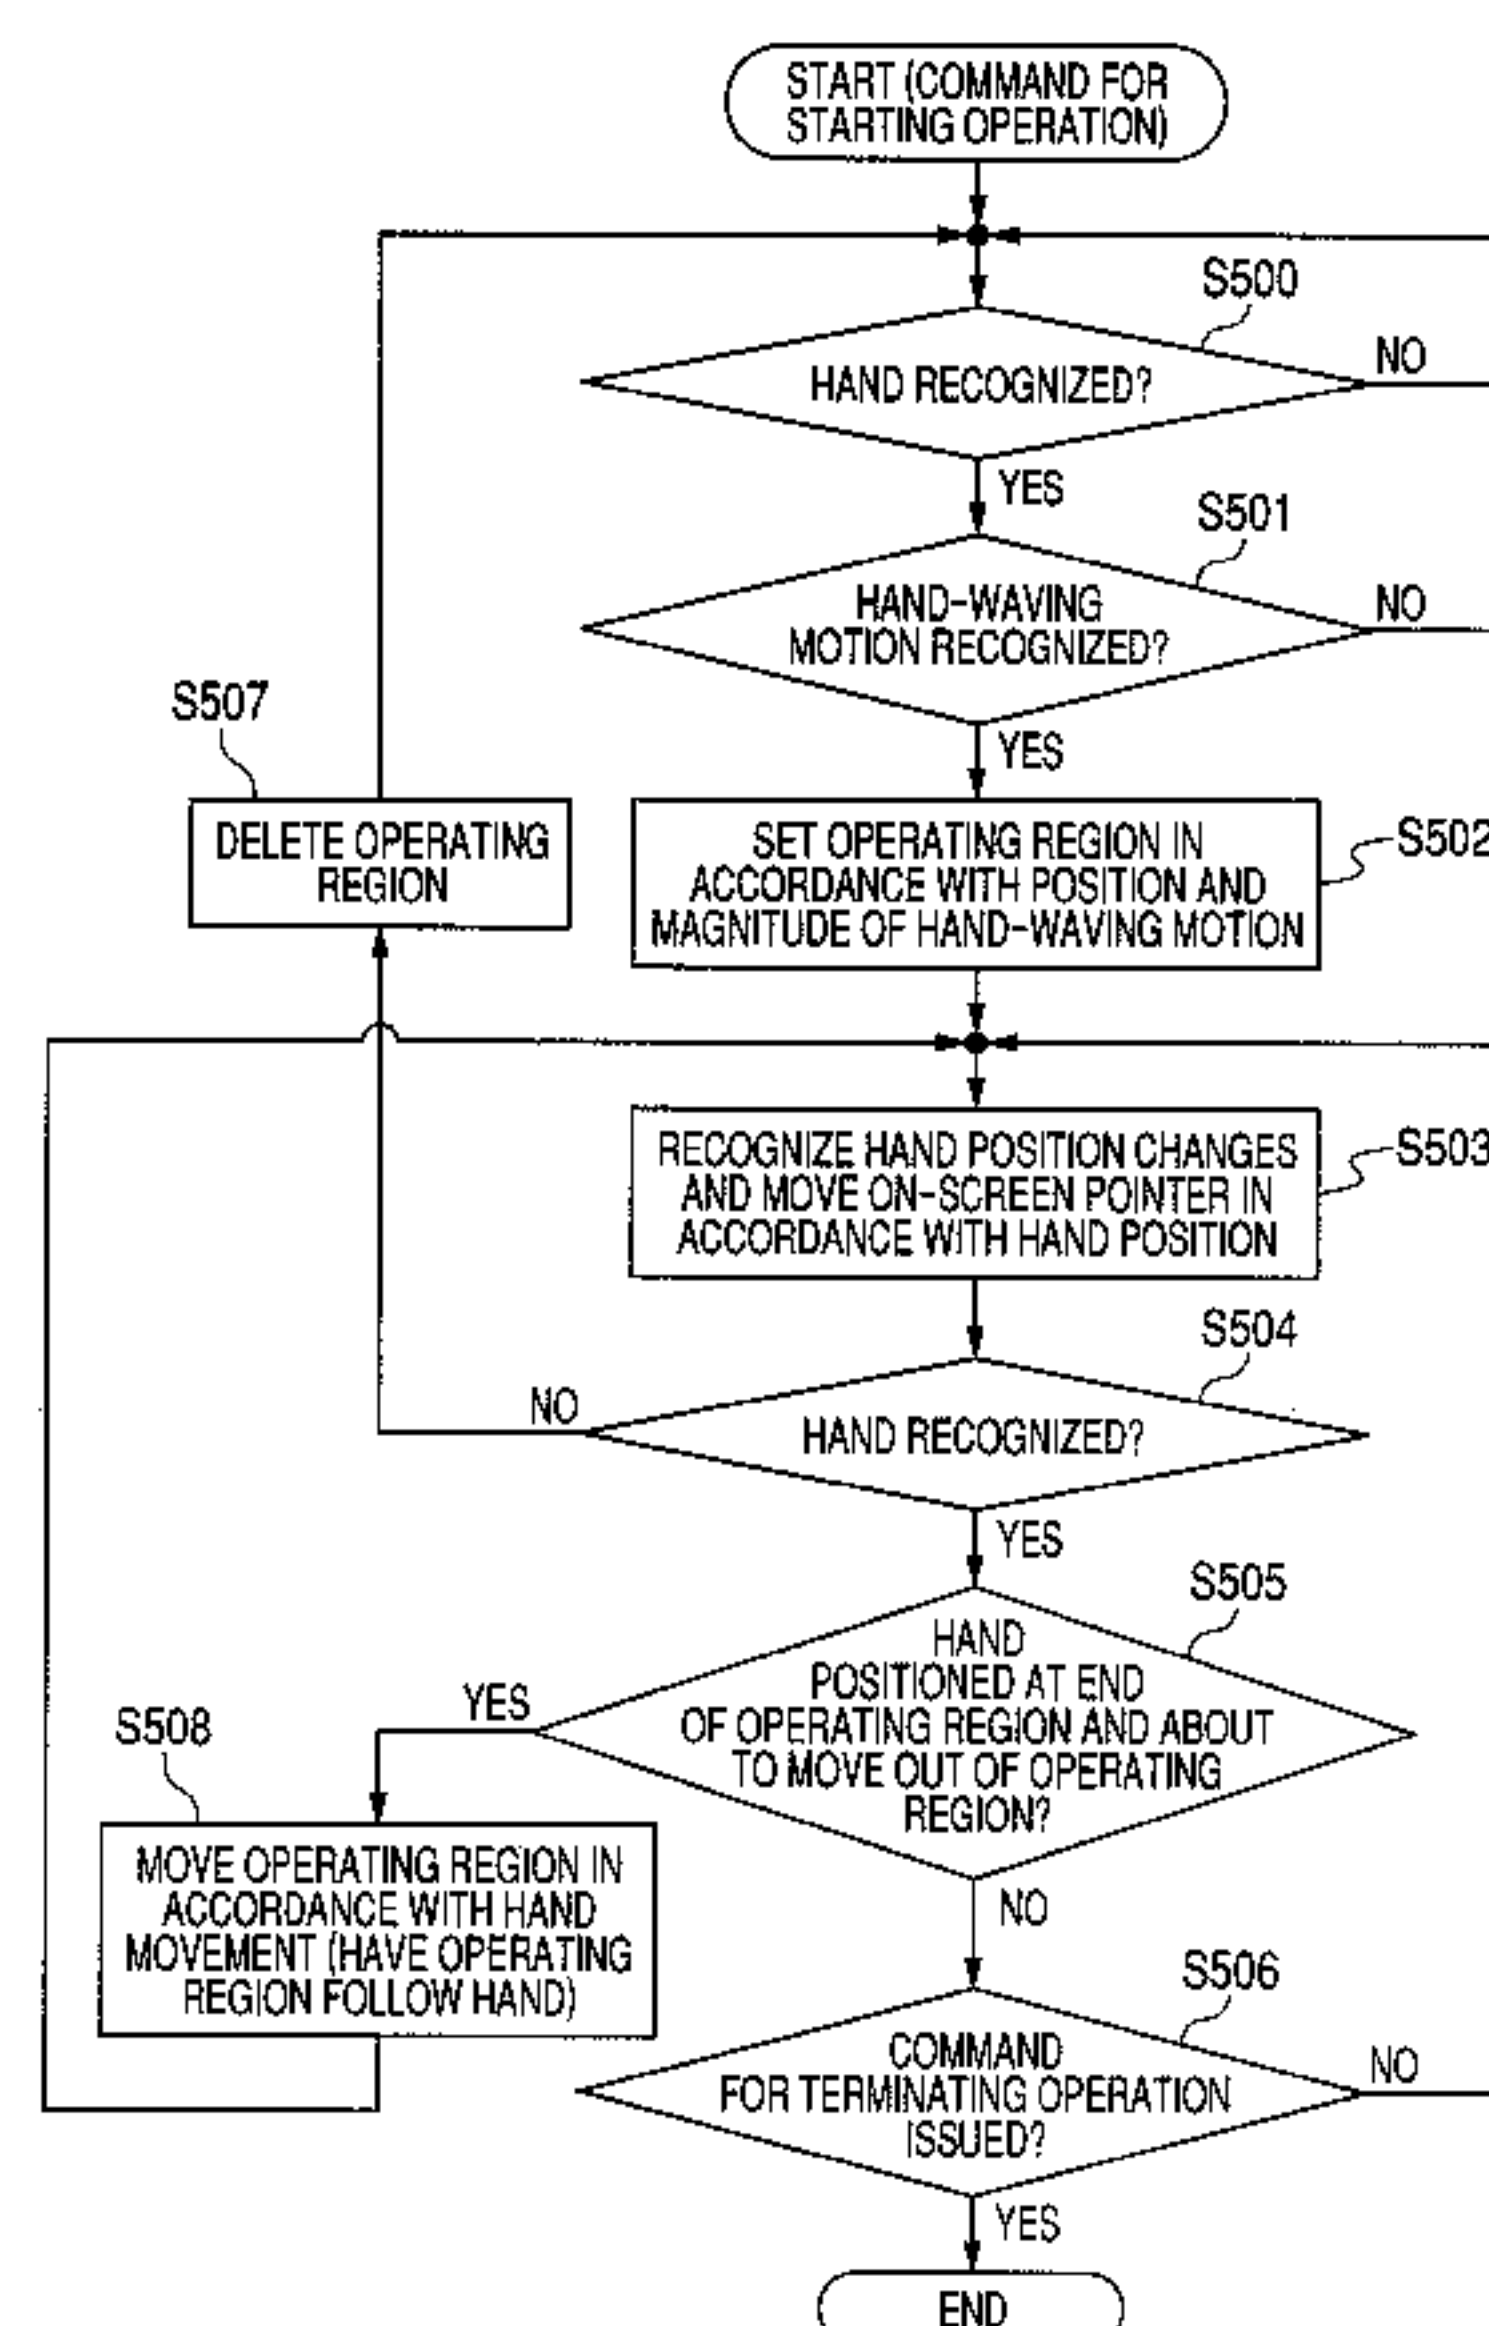 START (COMMAND FOR
STARTING OPERATION)
S500
HAND RECOGNIZED?
NO
YES
S501
HAND-WAVING
MOTION RECOGNIZED?
NO
YES
S507
DELETE OPERATING
REGION
SET OPERATING REGION IN
ACCORDANCE WITH POSITION AND
MAGNITUDE OF HAND-WAVING MOTION
S502
RECOGNIZE HAND POSITION CHANGES
AND MOVE ON-SCREEN POINTER IN
ACCORDANCE WITH HAND POSITION
S503
S504
NO
HAND RECOGNIZED?
YES
S505
HAND
POSITIONED AT END
OF OPERATING REGION AND ABOUT
TO MOVE OUT OF OPERATING
REGION?
YES
S508
MOVE OPERATING REGION IN
ACCORDANCE WITH HAND
MOVEMENT (HAVE OPERATING
REGION FOLLOW HAND)
NO
S506
COMMAND
FOR TERMINATING OPERATION
ISSUED?
NO
YES
END